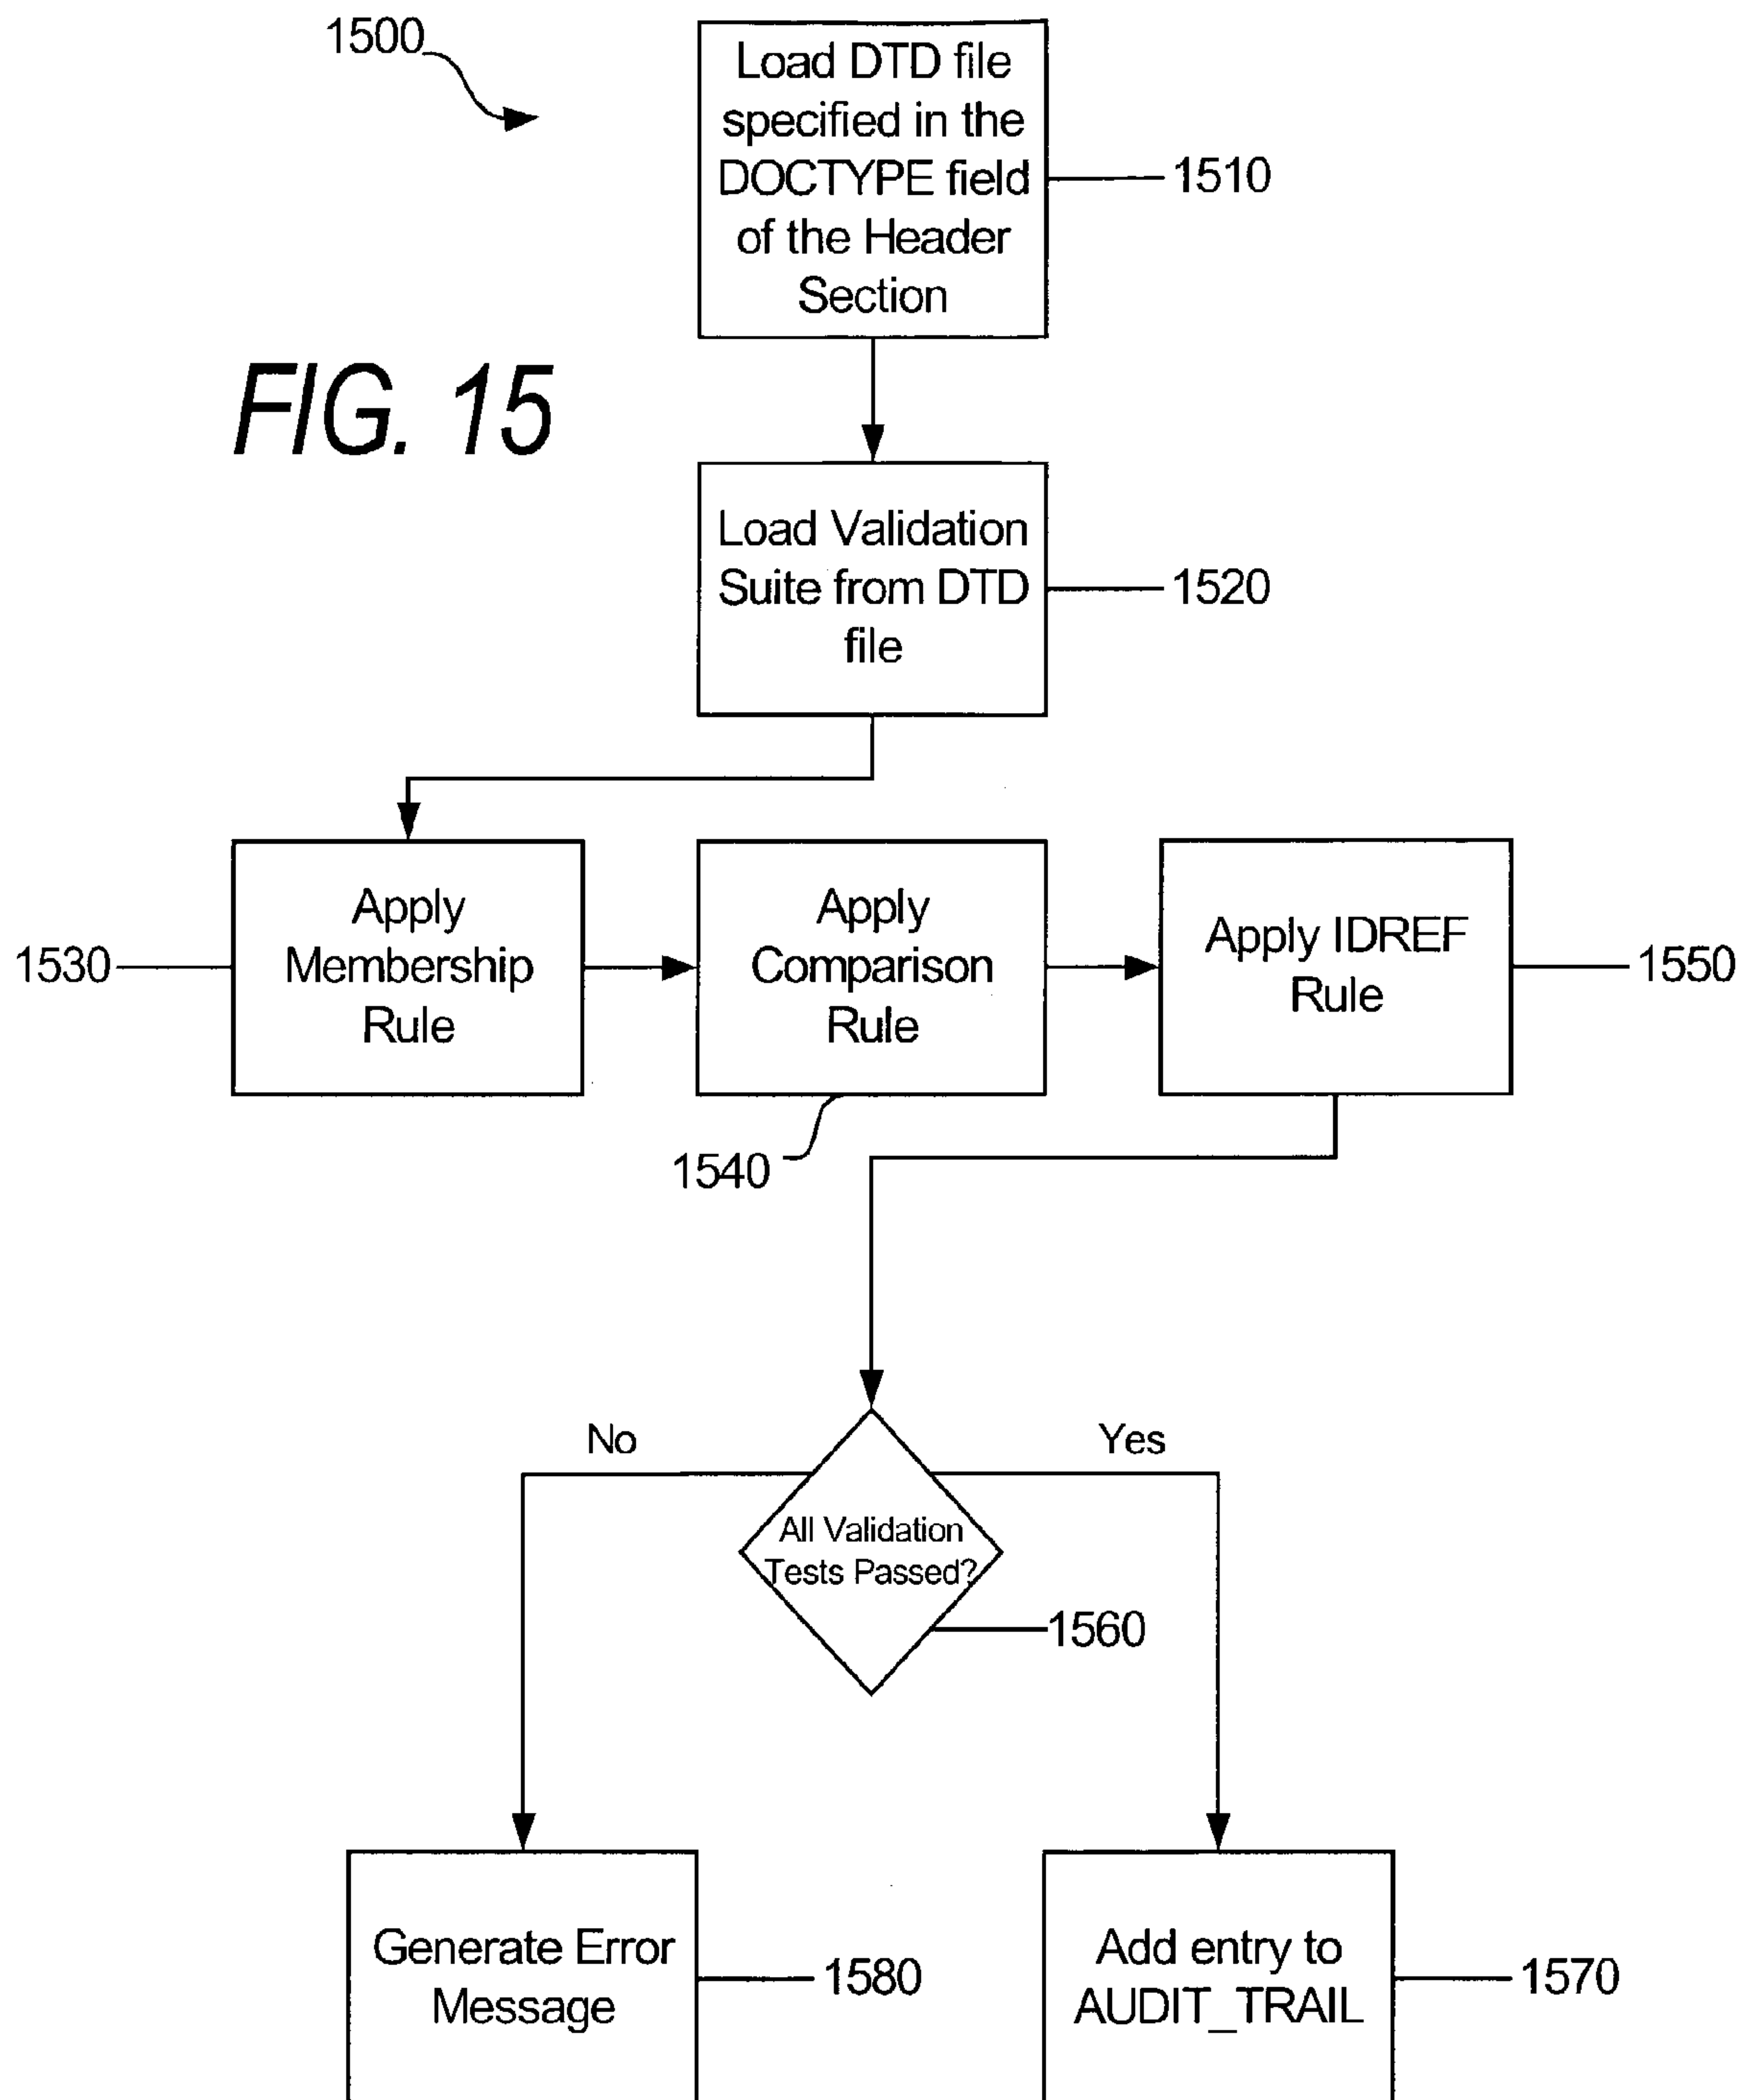 1500
Load DTD file
specified in the
DOCTYPE field
of the Header
Section
1510
FIG. 15
Load Validation
Suite from DTD
file
1520
Apply
Membership
Rule
1530
Apply
Comparison
Rule
1540
Apply IDREF
Rule
1550
No
Yes
All Validation
Tests Passed?
1560
Generate Error
Message
1580
Add entry to
AUDIT_TRAIL
1570